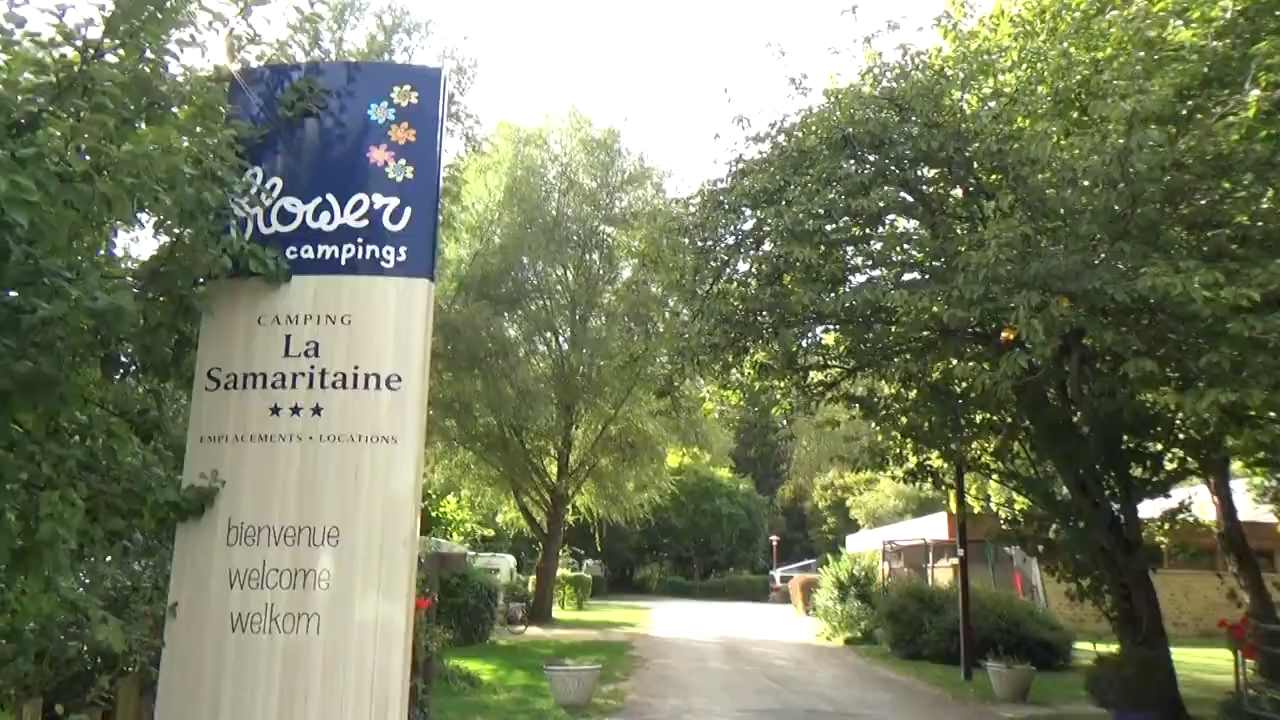 flower
campings
CAMPING
La
Samaritaine
★★★
EMPLACEMENTS • LOCATIONS
bienvenue
welcome
welkom